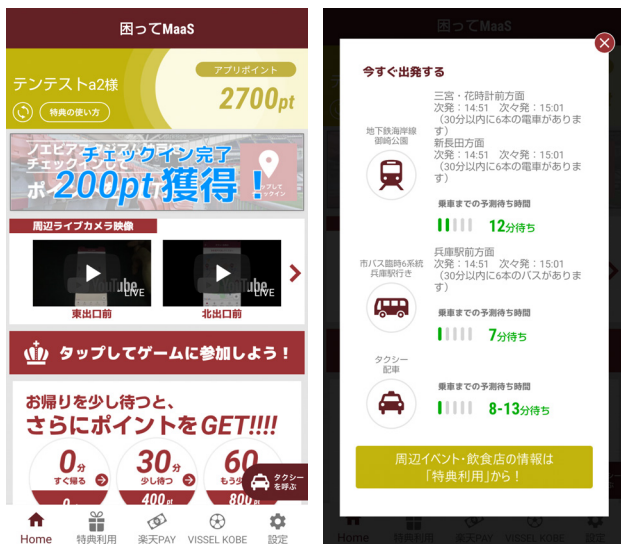 困ってMaaS
テンテストa2様
特典の使い方
アプリポイント
2700pt
チェックイン完了
200pt獲得！
周辺ライブカメラ映像
YouTube
LIVE
東出口前
YouTube
LIVE
北出口前
タップしてゲームに参加しよう！
お帰りを少し待つと、
さらにポイントをGET!!!!
0分
すぐ帰る
30分
少し待つ
400pt
60
もう少
800pt
タクシー
を呼ぶ
Home
特典利用
楽天PAY
VISSEL KOBE
設定
困ってMaaS
今すぐ出発する
地下鉄海岸線
御崎公園
三宮・花時計前方面
次発：14:51　次々発：15:01
（30分以内に6本の電車がありま
す）
新長田方面
次発：14:51　次々発：15:01
（30分以内に6本の電車がありま
す）
乗車までの予測待ち時間
12分待ち
市バス臨時6系統
兵庫駅行き
兵庫駅前方面
次発：14:51　次々発：15:01
（30分以内に6本のバスがありま
す）
乗車までの予測待ち時間
7分待ち
タクシー
配車
乗車までの予測待ち時間
8-13分待ち
周辺イベント・飲食店の情報は
「特典利用」から！
Home
特典利用
楽天PAY
VISSEL KOBE
設定